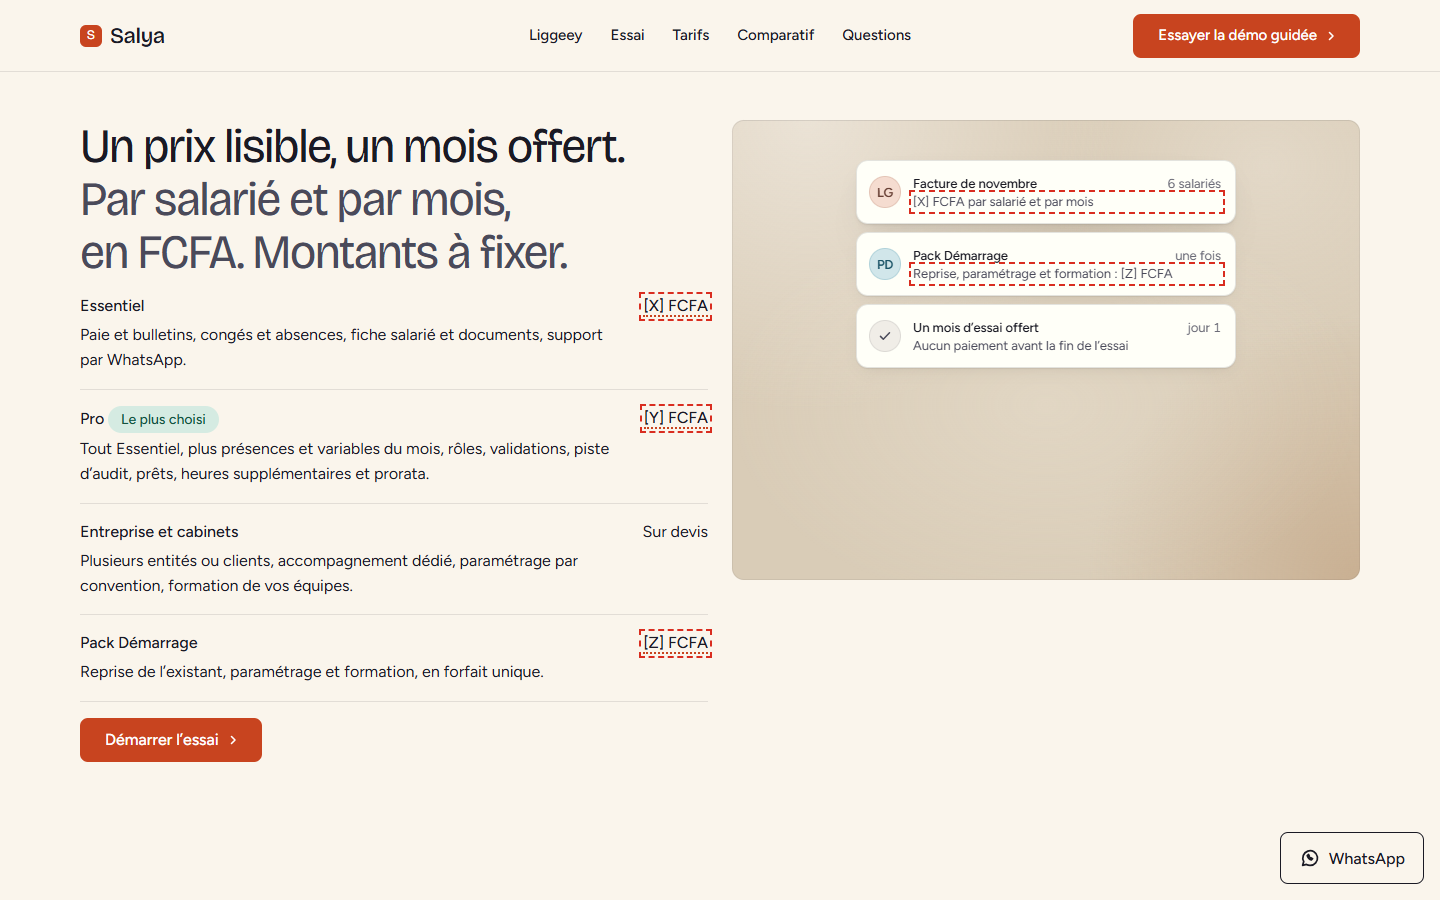 S Salya
Liggeey Essai Tarifs Comparatif Questions
Essayer la démo guidée
Un prix lisible, un mois offert.
Par salarié et par mois,
en FCFA. Montants à fixer.
Essentiel [X] FCFA
Paie et bulletins, congés et absences, fiche salarié et documents, support
par WhatsApp.
Pro Le plus choisi [Y] FCFA
Tout Essentiel, plus présences et variables du mois, rôles, validations, piste
d’audit, prêts, heures supplémentaires et prorata.
Entreprise et cabinets Sur devis
Plusieurs entités ou clients, accompagnement dédié, paramétrage par
convention, formation de vos équipes.
Pack Démarrage [Z] FCFA
Reprise de l’existant, paramétrage et formation, en forfait unique.
Démarrer l’essai
LG Facture de novembre 6 salariés
[X] FCFA par salarié et par mois
PD Pack Démarrage une fois
Reprise, paramétrage et formation : [Z] FCFA
Un mois d’essai offert jour 1
Aucun paiement avant la fin de l’essai
WhatsApp